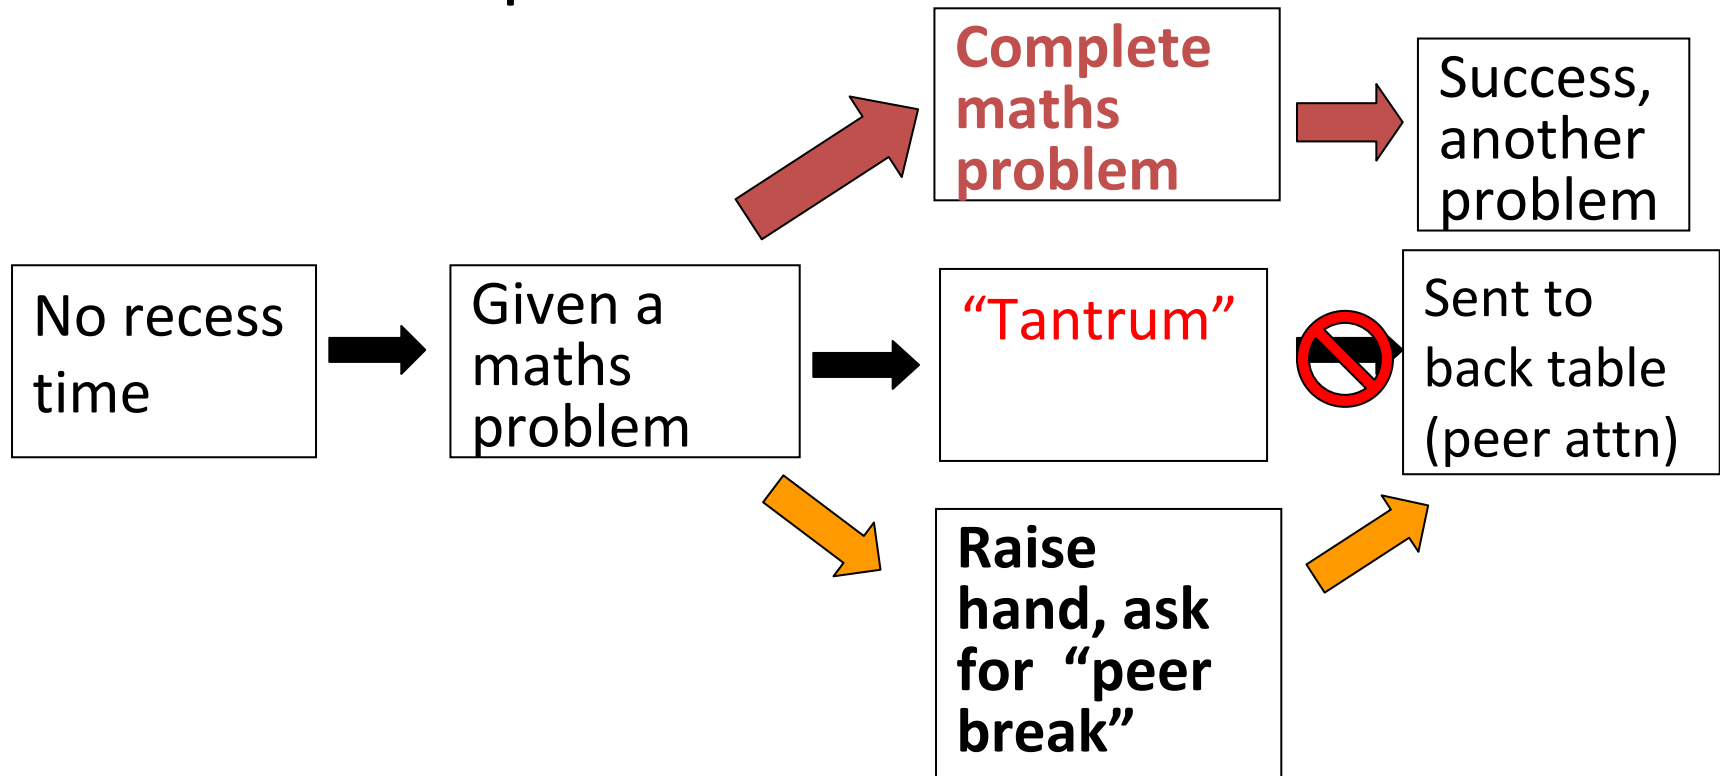 Complete
maths
problem
Success,
another
problem
No recess
time
Given a
maths
problem
“Tantrum”
Sent to
back table
(peer attn)
Raise
hand, ask
for “peer
break”